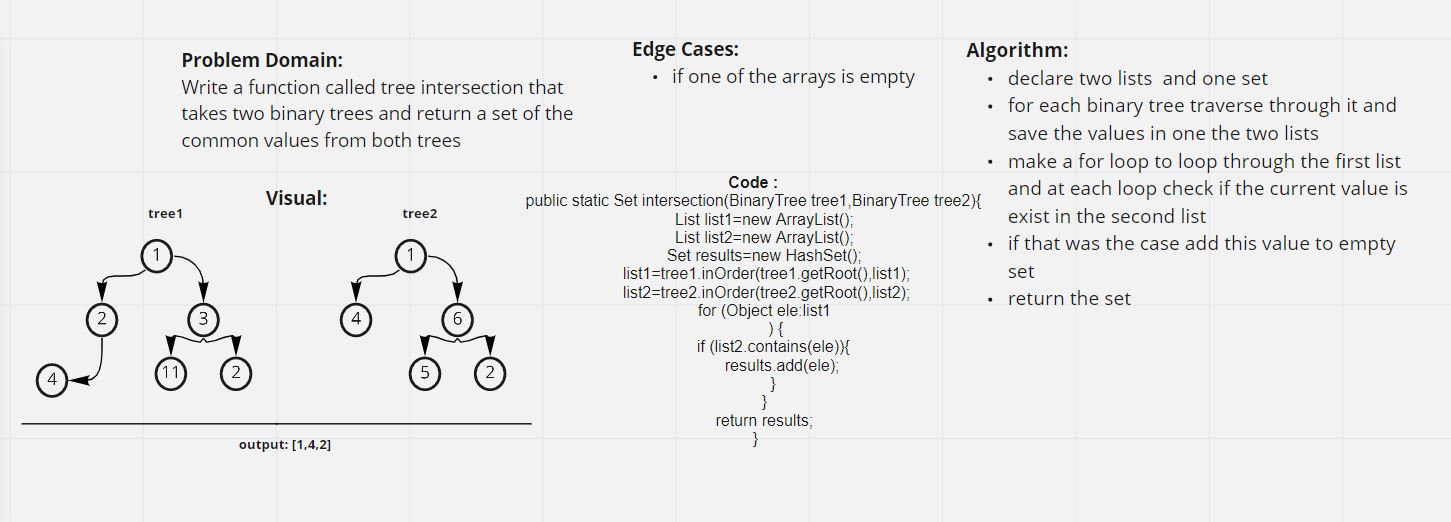 Problem Domain:
Write a function called tree intersection that
takes two binary trees and return a set of the
common values from both trees
Edge Cases:
• if one of the arrays is empty
Algorithm:
• declare two lists and one set
• for each binary tree traverse through it and
save the values in one the two lists
• make a for loop to loop through the first list
and at each loop check if the current value is
exist in the second list
• if that was the case add this value to empty
set
• return the set
Visual:
tree1
1
2
3
4
11
2
tree2
1
4
6
5
2
output: [1,4,2]
Code :
public static Set intersection(BinaryTree tree1,BinaryTree tree2){
List list1=new ArrayList();
List list2=new ArrayList();
Set results=new HashSet();
list1=tree1.inOrder(tree1.getRoot(),list1);
list2=tree2.inOrder(tree2.getRoot(),list2);
for (Object ele:list1
) {
if (list2.contains(ele)){
results.add(ele);
}
}
return results;
}